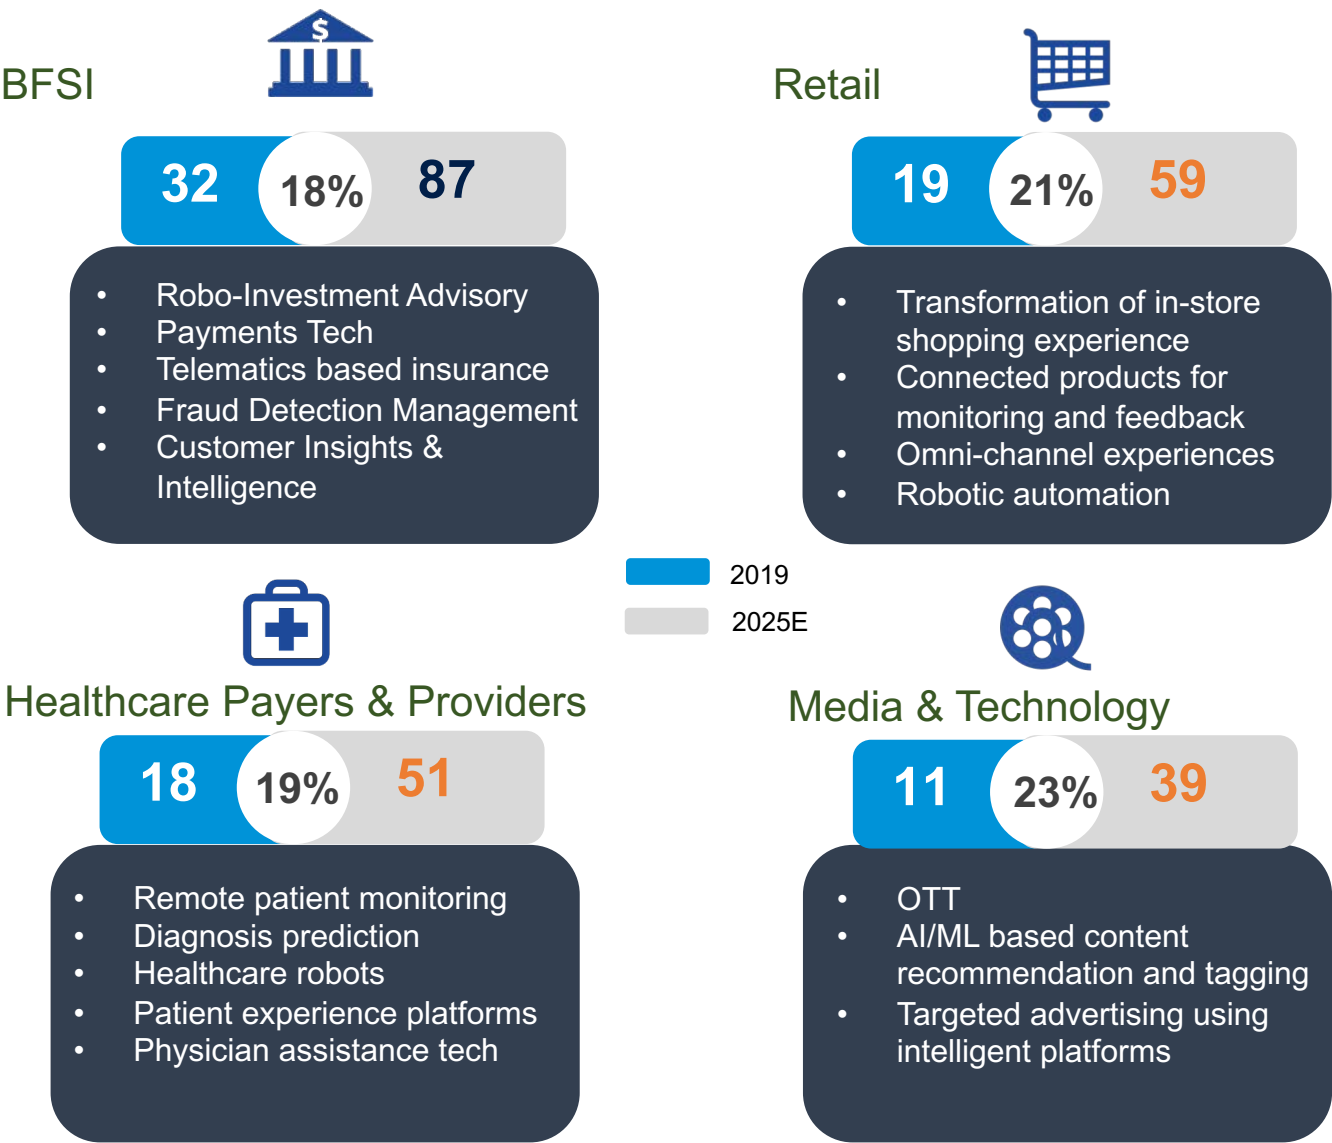 $
BFSI
32
18%
87
• Robo-Investment Advisory
• Payments Tech
• Telematics based insurance
• Fraud Detection Management
• Customer Insights &
Intelligence
Retail
19
21%
59
• Transformation of in-store
shopping experience
• Connected products for
monitoring and feedback
• Omni-channel experiences
• Robotic automation
2019
2025E
Healthcare Payers & Providers
18
19%
51
• Remote patient monitoring
• Diagnosis prediction
• Healthcare robots
• Patient experience platforms
• Physician assistance tech
Media & Technology
11
23%
39
• OTT
• AI/ML based content
recommendation and tagging
• Targeted advertising using
intelligent platforms